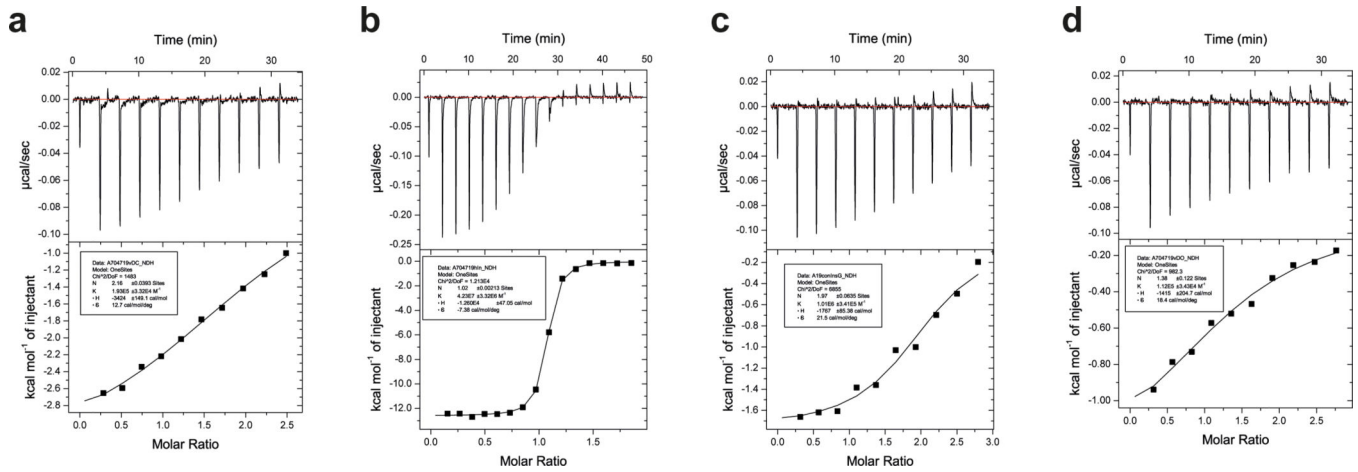 a
Time (min)
0 10 20 30
0.02
0.00
-0.02
-0.04
-0.06
-0.08
-0.10
µcal/sec
-1.0
-1.2
-1.4
-1.6
-1.8
-2.0
-2.2
-2.4
-2.6
-2.8
kcal mol⁻¹ of injectant
Data: A704719vDC_NDH
Model: OneSites
Chi^2/DoF = 1483
N 2.16 ±0.0393 Sites
K 1.93E5 ±3.32E4 M⁻¹
H -3424 ±149.1 cal/mol
12.7 cal/mol/deg
0.0 0.5 1.0 1.5 2.0 2.5
Molar Ratio
b
Time (min)
0 10 20 30 40 50
0.00
-0.05
-0.10
-0.15
-0.20
-0.25
µcal/sec
0.0
-2.0
-4.0
-6.0
-8.0
-10.0
-12.0
kcal mol⁻¹ of injectant
Data: A704719hIn_NDH
Model: OneSites
Chi^2/DoF = 1.213E4
N 1.02 ±0.00213 Sites
K 4.23E7 ±3.32E6 M⁻¹
H -1.260E4 ±47.05 cal/mol
-7.38 cal/mol/deg
0.0 0.5 1.0 1.5
Molar Ratio
c
Time (min)
0 10 20 30
0.02
0.00
-0.02
-0.04
-0.06
-0.08
-0.10
µcal/sec
-0.2
-0.4
-0.6
-0.8
-1.0
-1.2
-1.4
-1.6
kcal mol⁻¹ of injectant
Model: OneSites
Chi^2/DoF = 6655
N 1.97 ±0.0635 Sites
K 1.01E6 ±3.41E5 M⁻¹
H -1767 ±85.36 cal/mol
21.5 cal/mol/deg
0.0 0.5 1.0 1.5 2.0 2.5 3.0
Molar Ratio
d
Time (min)
0 10 20 30
0.02
0.00
-0.02
-0.04
-0.06
-0.08
-0.10
µcal/sec
-0.20
-0.40
-0.60
-0.80
-1.00
kcal mol⁻¹ of injectant
Data: A704719vDO_NDH
Model: OneSites
Chi^2/DoF = 982.3
N 1.38 ±0.122 Sites
K 1.12E5 ±3.43E4 M⁻¹
H -1415 ±204.7 cal/mol
18.4 cal/mol/deg
0.0 0.5 1.0 1.5 2.0 2.5
Molar Ratio